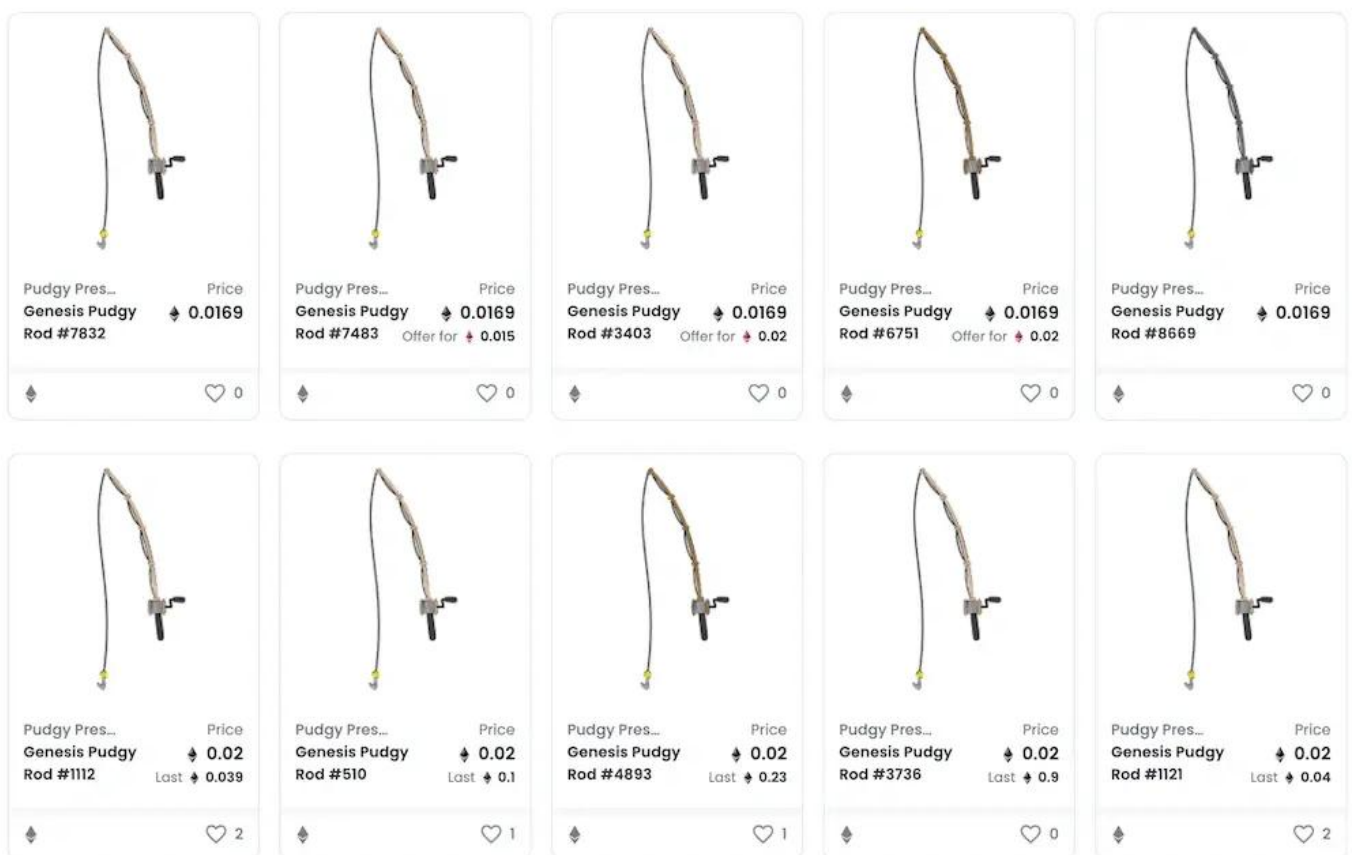 Pudgy Pres... Price
Genesis Pudgy 0.0169
Rod #7832
0
Pudgy Pres... Price
Genesis Pudgy 0.0169
Rod #7483 Offer for 0.015
0
Pudgy Pres... Price
Genesis Pudgy 0.0169
Rod #3403 Offer for 0.02
0
Pudgy Pres... Price
Genesis Pudgy 0.0169
Rod #6751 Offer for 0.02
0
Pudgy Pres... Price
Genesis Pudgy 0.0169
Rod #8669
0
Pudgy Pres... Price
Genesis Pudgy 0.02
Rod #1112 Last 0.039
2
Pudgy Pres... Price
Genesis Pudgy 0.02
Rod #510 Last 0.1
1
Pudgy Pres... Price
Genesis Pudgy 0.02
Rod #4893 Last 0.23
1
Pudgy Pres... Price
Genesis Pudgy 0.02
Rod #3736 Last 0.9
0
Pudgy Pres... Price
Genesis Pudgy 0.02
Rod #1121 Last 0.04
2